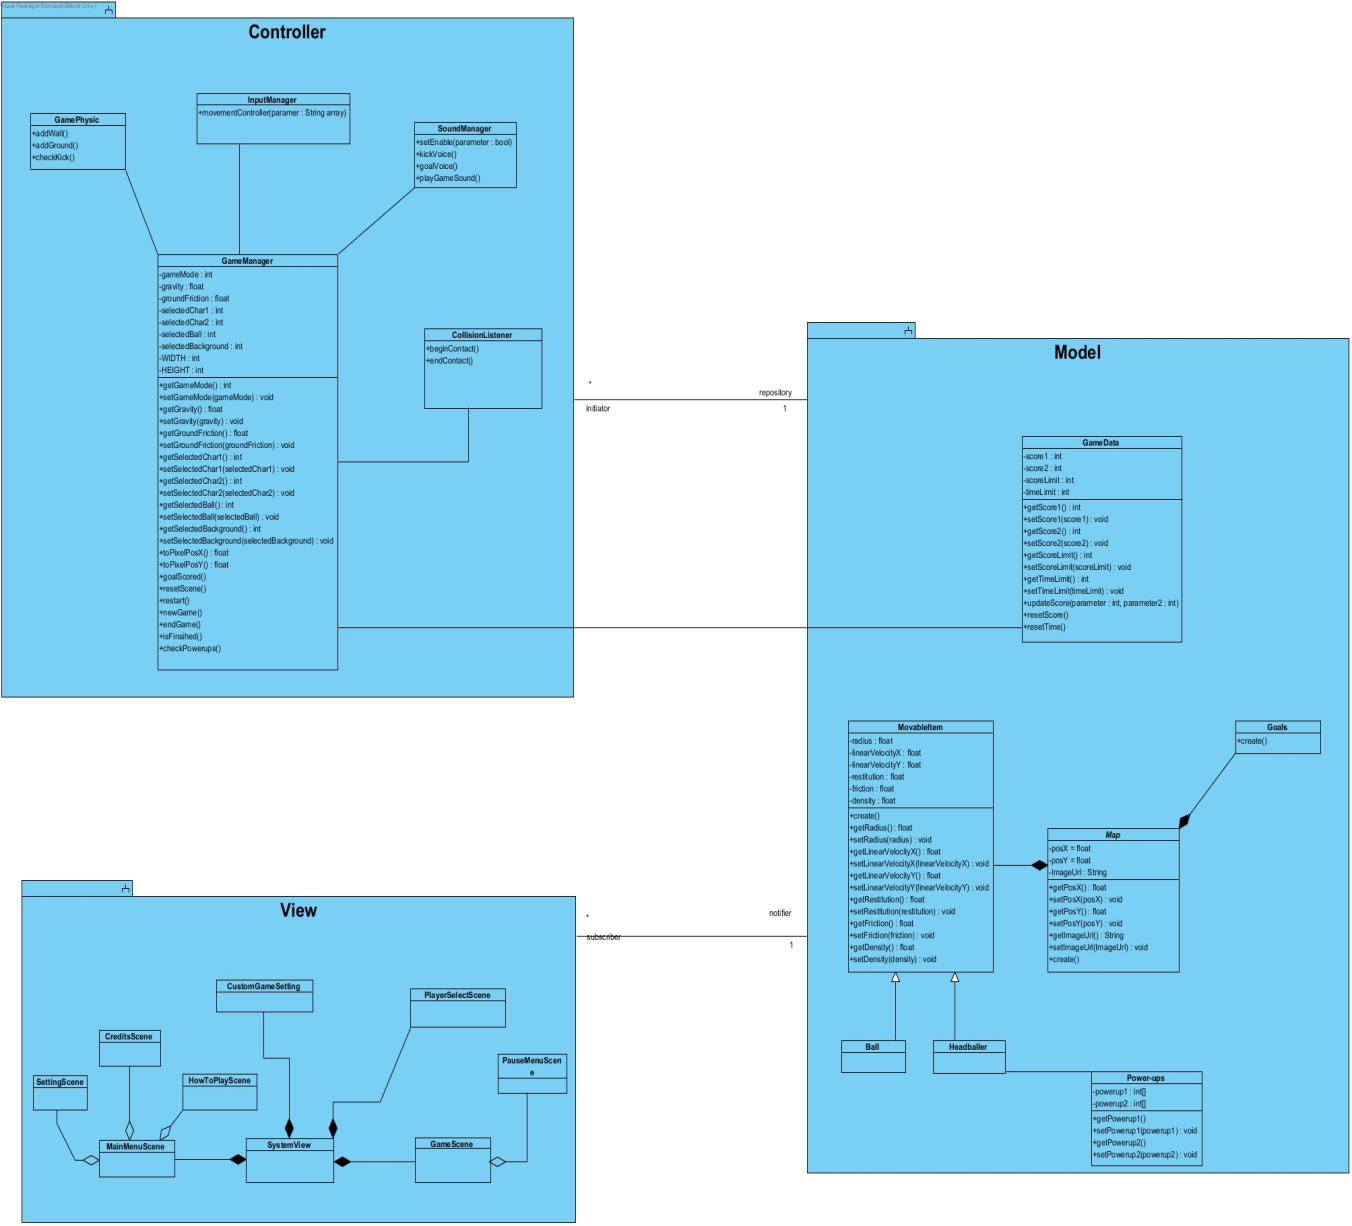 Visual Paradigm Standard(Bilkent Univ.)
Controller
InputManager
+movementController(paramer : String array)
GamePhysic
+addWall()
+addGround()
+checkKick()
SoundManager
+setEnable(parameter : bool)
+kickVoice()
+goalVoice()
+playGameSound()
GameManager
-gameMode : int
-gravity : float
-groundFriction : float
-selectedChar1 : int
-selectedChar2 : int
-selectedBall : int
-selectedBackground : int
-WIDTH : int
-HEIGHT : int
+getGameMode() : int
+setGameMode(gameMode) : void
+getGravity() : float
+setGravity(gravity) : void
+getGroundFriction() : float
+setGroundFriction(groundFriction) : void
+getSelectedChar1() : int
+setSelectedChar1(selectedChar1) : void
+getSelectedChar2() : int
+setSelectedChar2(selectedChar2) : void
+getSelectedBall() : int
+setSelectedBall(selectedBall) : void
+getSelectedBackground() : int
+setSelectedBackground(selectedBackground) : void
+toPixelPosX() : float
+toPixelPosY() : float
+goalScored()
+resetScene()
+restart()
+newGame()
+endGame()
+isFinsihed()
+checkPowerups()
CollisionListener
+beginContact()
+endContact()
*
initiator
repository
1
Model
GameData
-score1 : int
-score2 : int
-scoreLimit : int
-timeLimit : int
+getScore1() : int
+setScore1(score1) : void
+getScore2() : int
+setScore2(score2) : void
+getScoreLimit() : int
+setScoreLimit(scoreLimit) : void
+getTimeLimit() : int
+setTimeLimit(timeLimit) : void
+updateScore(parameter : int, parameter2 : int)
+resetScore()
+resetTime()
MovableItem
-radius : float
-linearVelocityX : float
-linearVelocityY : float
-restitution : float
-friction : float
-density : float
+create()
+getRadius() : float
+setRadius(radius) : void
+getLinearVelocityX() : float
+setLinearVelocityX(linearVelocityX) : void
+getLinearVelocityY() : float
+setLinearVelocityY(linearVelocityY) : void
+getRestitution() : float
+setRestitution(restitution) : void
+getFriction() : float
+setFriction(friction) : void
+getDensity() : float
+setDensity(density) : void
Goals
+create()
Map
-posX = float
-posY = float
-ImageUrl : String
+getPosX() : float
+setPosX(posX) : void
+getPosY() : float
+setPosY(posY) : void
+getImageUrl() : String
+setImageUrl(ImageUrl) : void
+create()
Ball
Headballer
Power-ups
-powerup1 : int[]
-powerup2 : int[]
+getPowerup1()
+setPowerup1(powerup1) : void
+getPowerup2()
+setPowerup2(powerup2) : void
*
subscriber
notifier
1
View
CustomGameSetting
PlayerSelectScene
CreditsScene
PauseMenuScen
e
SettingScene
HowToPlayScene
MainMenuScene
SystemView
GameScene